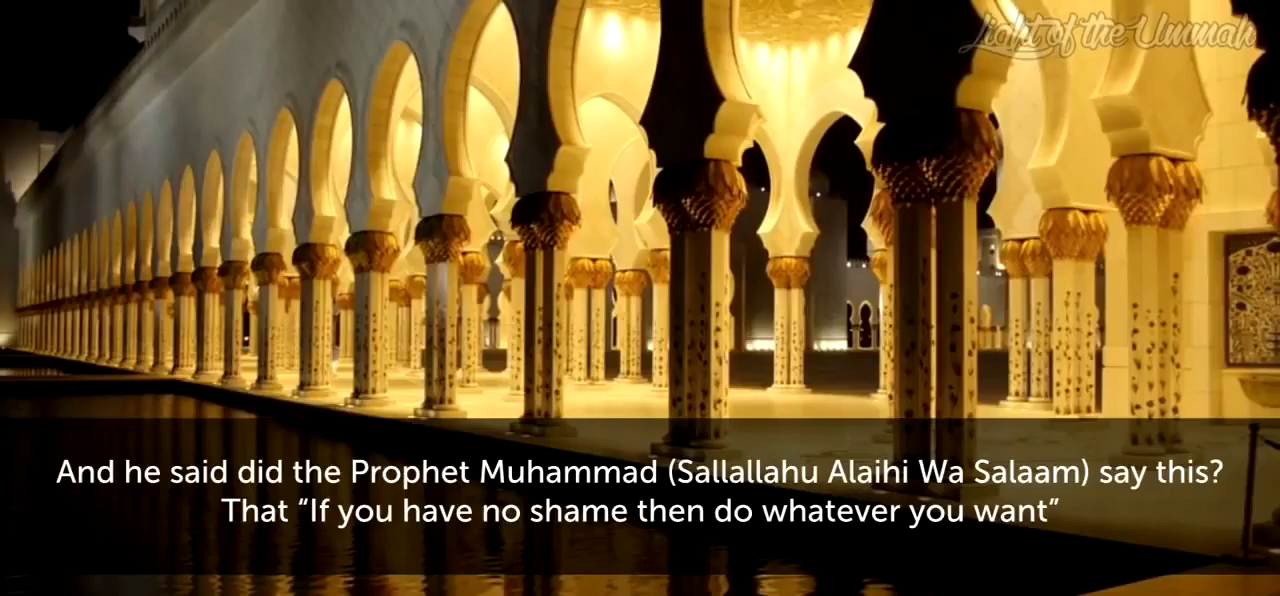 Light of the Ummah
And he said did the Prophet Muhammad (Sallallahu Alaihi Wa Salaam) say this?
That “If you have no shame then do whatever you want”